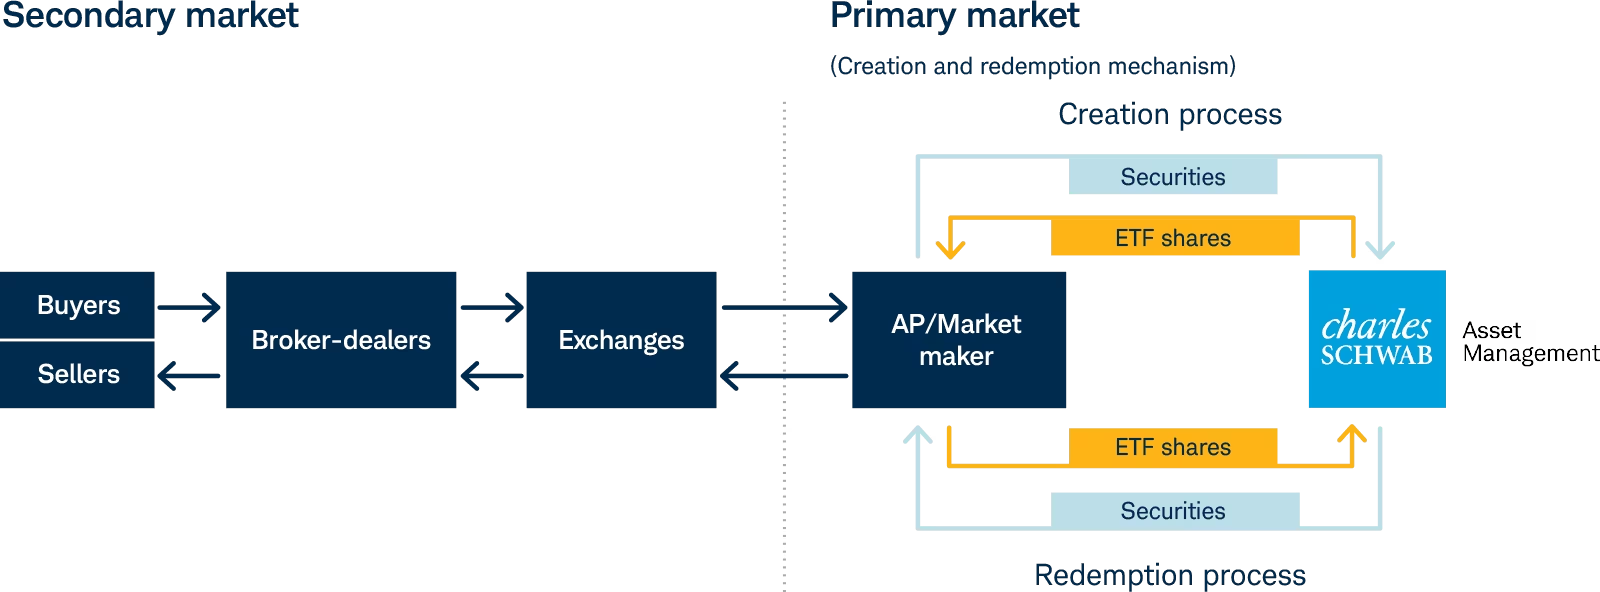 Secondary market
Primary market
(Creation and redemption mechanism)
Creation process
Securities
ETF shares
Buyers
Sellers
Broker-dealers
Exchanges
AP/Market
maker
charles
SCHWAB
Asset
Management
ETF shares
Securities
Redemption process